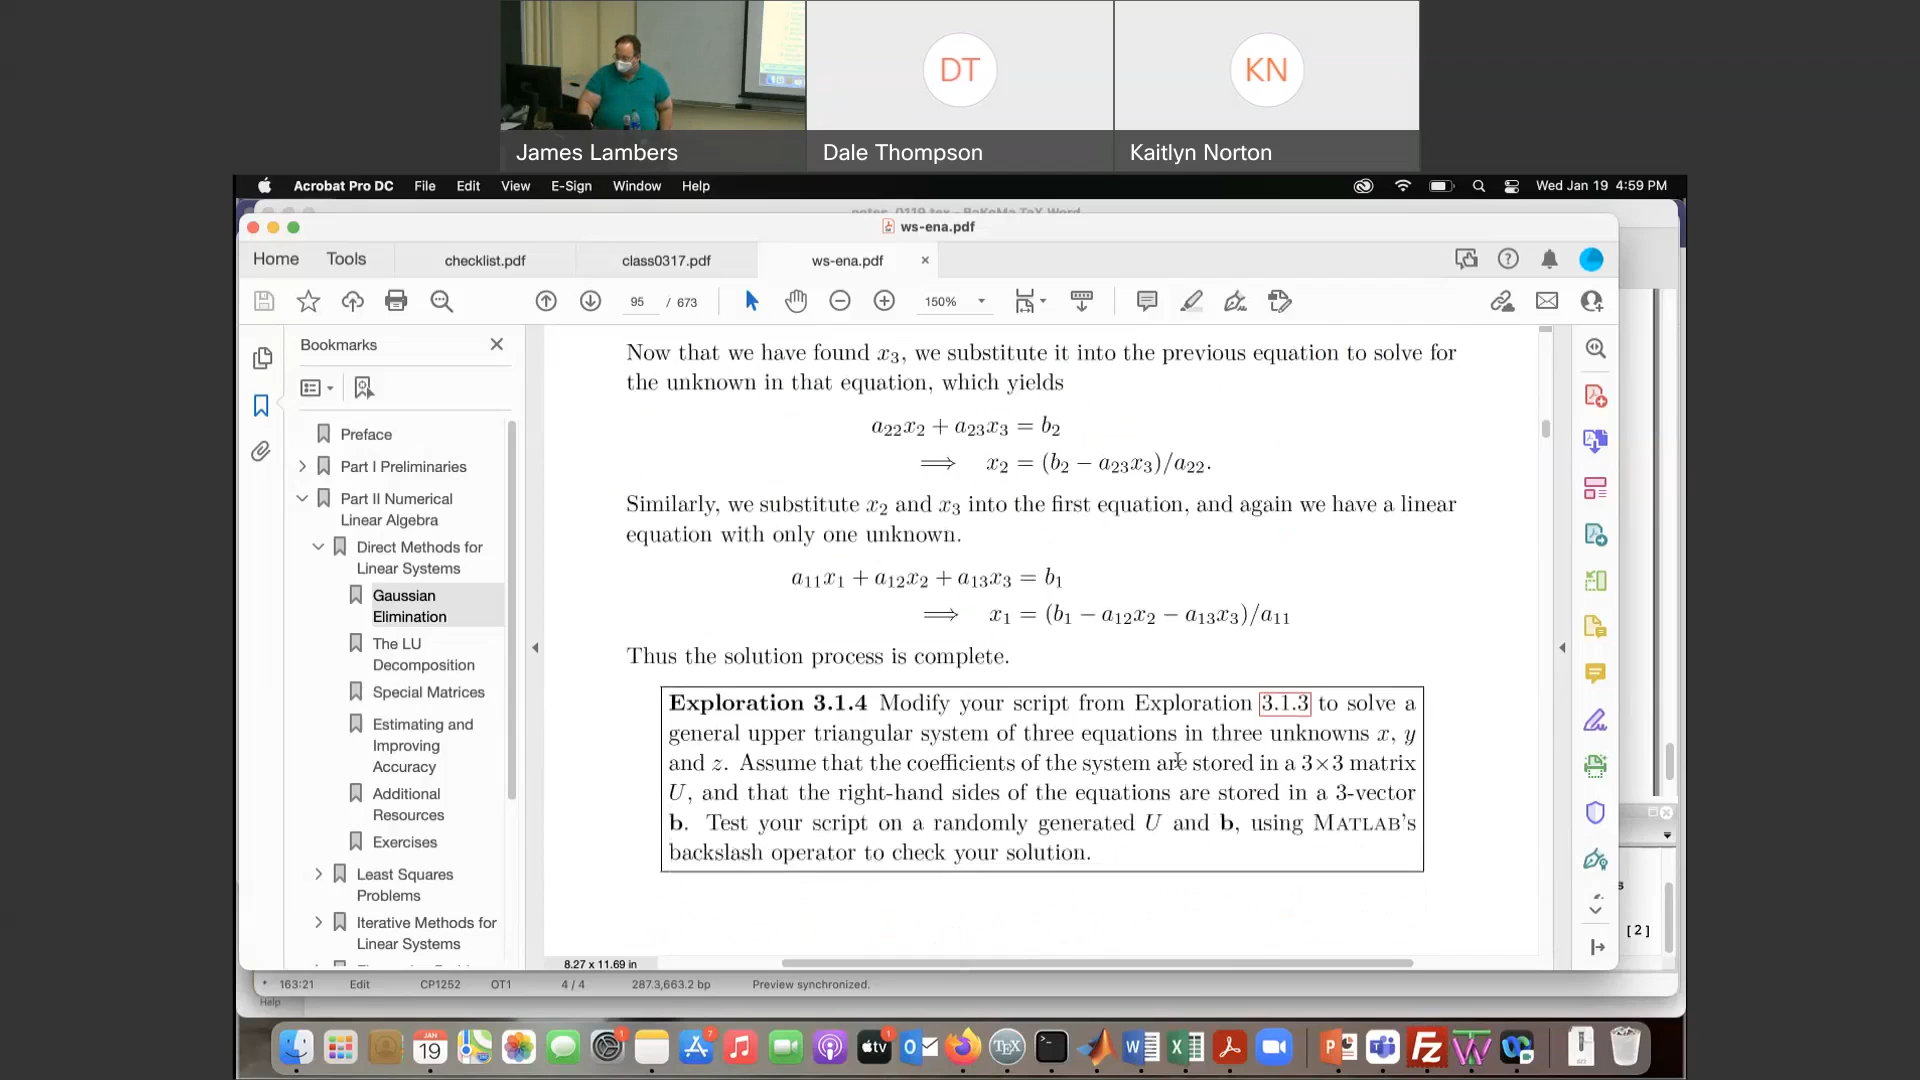 DT
KN
James Lambers
Dale Thompson
Kaitlyn Norton
Acrobat Pro DC File Edit View E-Sign Window Help
Wed Jan 19 4:59 PM
ws-ena.pdf
Home Tools
checklist.pdf
class0317.pdf
ws-ena.pdf ×
95 / 673
150%
Bookmarks
Preface
Part I Preliminaries
Part II Numerical
Linear Algebra
Direct Methods for
Linear Systems
Gaussian
Elimination
The LU
Decomposition
Special Matrices
Estimating and
Improving
Accuracy
Additional
Resources
Exercises
Least Squares
Problems
Iterative Methods for
Linear Systems
Now that we have found x₃, we substitute it into the previous equation to solve for
the unknown in that equation, which yields
a₂₂x₂ + a₂₃x₃ = b₂
⟹ x₂ = (b₂ − a₂₃x₃)/a₂₂.
Similarly, we substitute x₂ and x₃ into the first equation, and again we have a linear
equation with only one unknown.
a₁₁x₁ + a₁₂x₂ + a₁₃x₃ = b₁
⟹ x₁ = (b₁ − a₁₂x₂ − a₁₃x₃)/a₁₁
Thus the solution process is complete.
Exploration 3.1.4 Modify your script from Exploration 3.1.3 to solve a
general upper triangular system of three equations in three unknowns x, y
and z. Assume that the coefficients of the system are stored in a 3×3 matrix
U, and that the right-hand sides of the equations are stored in a 3-vector
b. Test your script on a randomly generated U and b, using MATLAB's
backslash operator to check your solution.
8.27 x 11.69 in
[2]
163:21 Edit CP1252 OT1 4 / 4 287.3,663.2 bp Preview synchronized.
Help
JAN
19
1
7
tv
1
TEX
Fz